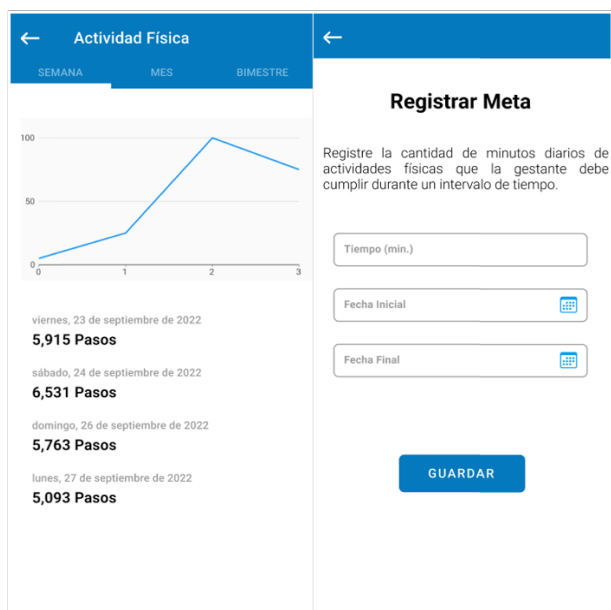 Actividad Física
SEMANA MES BIMESTRE
100
50
0
0 1 2 3
viernes, 23 de septiembre de 2022
5,915 Pasos
sábado, 24 de septiembre de 2022
6,531 Pasos
domingo, 26 de septiembre de 2022
5,763 Pasos
lunes, 27 de septiembre de 2022
5,093 Pasos
Registrar Meta
Registre la cantidad de minutos diarios de
actividades físicas que la gestante debe
cumplir durante un intervalo de tiempo.
Tiempo (min.)
Fecha Inicial
Fecha Final
GUARDAR